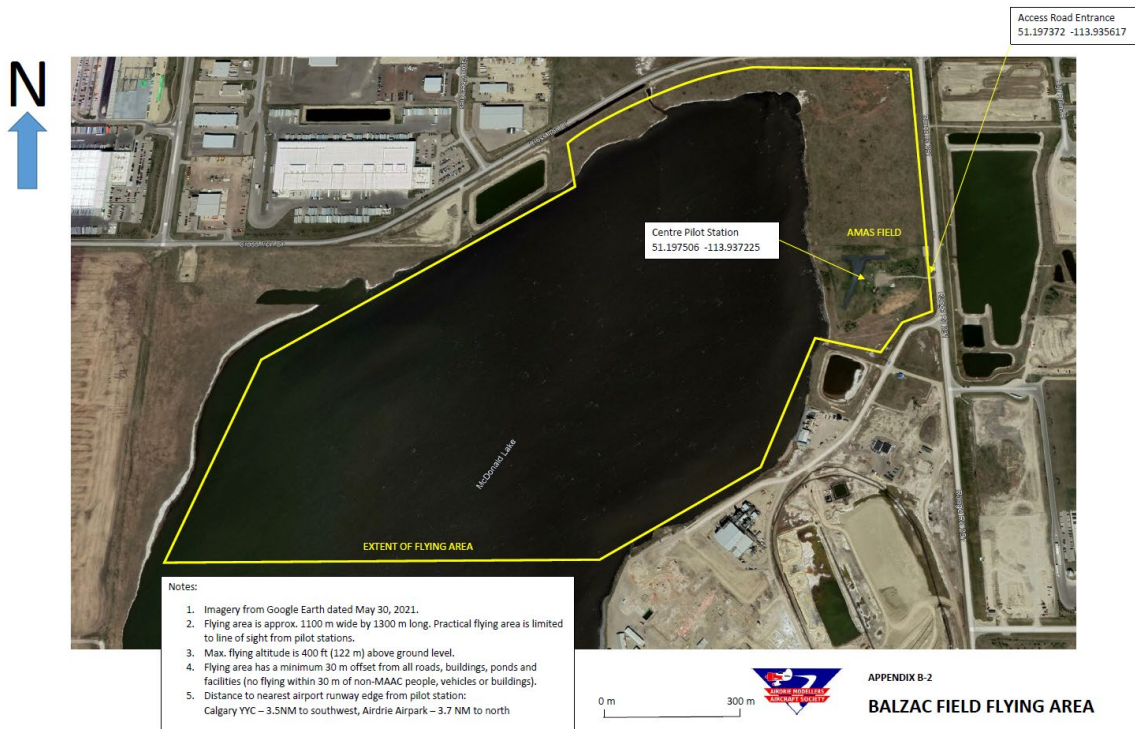 Access Road Entrance
51.197372 -113.935617
N
Centre Pilot Station
51.197506 -113.937225
AMAS FIELD
McDonald Lake
EXTENT OF FLYING AREA
Notes:
1. Imagery from Google Earth dated May 30, 2021.
2. Flying area is approx. 1100 m wide by 1300 m long. Practical flying area is limited
to line of sight from pilot stations.
3. Max. flying altitude is 400 ft (122 m) above ground level.
4. Flying area has a minimum 30 m offset from all roads, buildings, ponds and
facilities (no flying within 30 m of non-MAAC people, vehicles or buildings).
5. Distance to nearest airport runway edge from pilot station:
Calgary YYC – 3.5NM to southwest, Airdrie Airpark – 3.7 NM to north
0 m
300 m
AIRDRIE MODELLERS
AIRCRAFT SOCIETY
APPENDIX B-2
BALZAC FIELD FLYING AREA